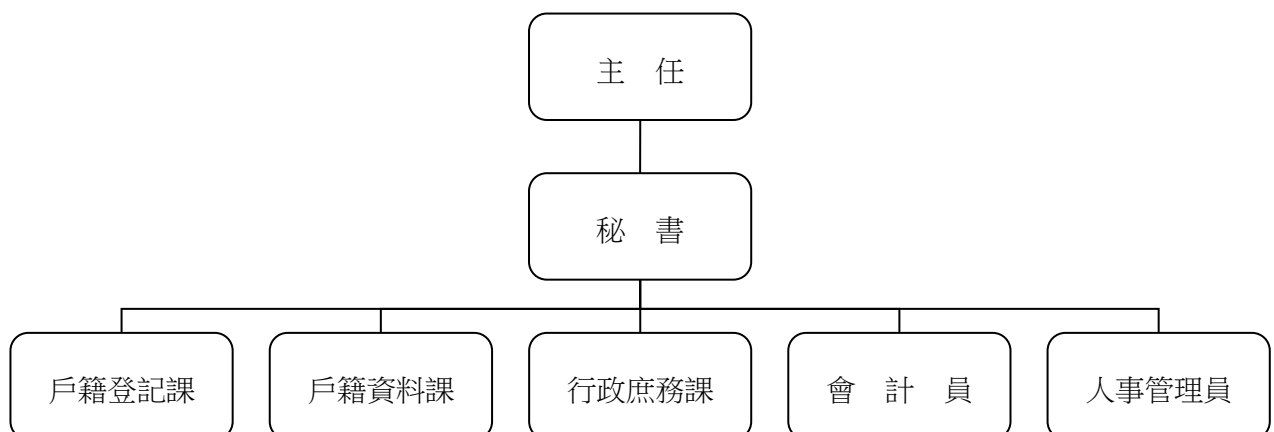 主　任
秘　書
戶籍登記課
戶籍資料課
行政庶務課
會　計　員
人事管理員